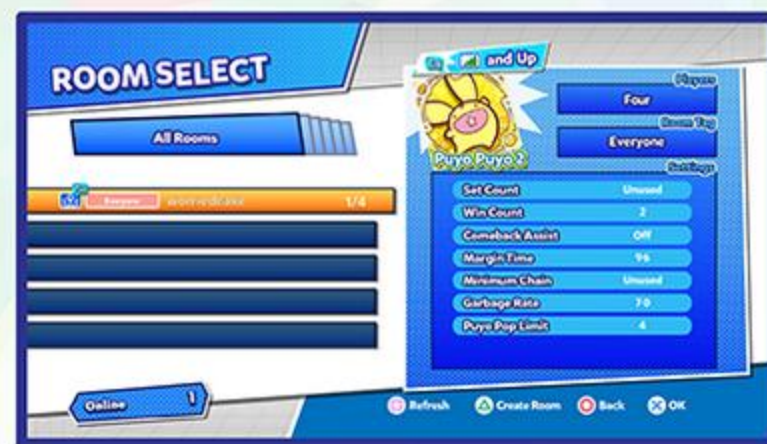 ROOM SELECT
and Up
Players
Four
Room Tag
Everyone
Puyo Puyo 2
Settings
All Rooms
1/4
Set Count Unused
Win Count 2
Comeback Assist Off
Margin Time 96
Minimum Chain Unused
Garbage Rate 70
Puyo Pop Limit 4
Online 1
Refresh Create Room Back OK